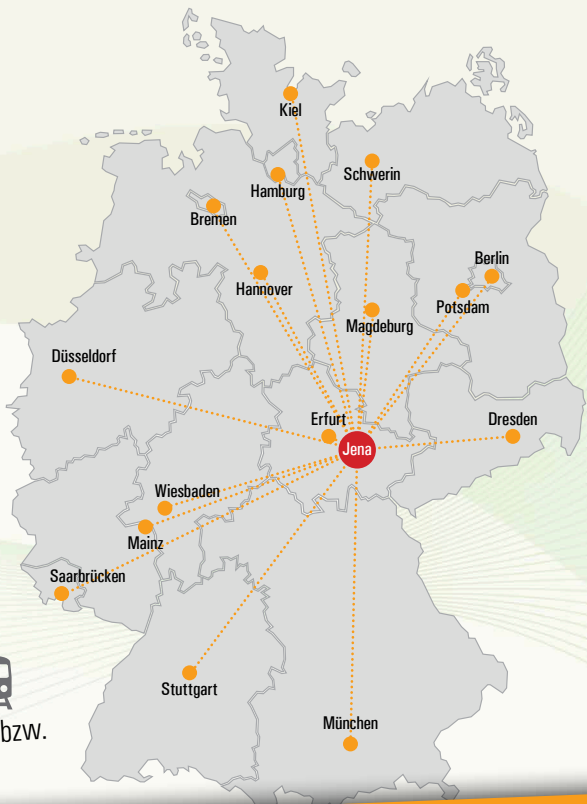 Kiel
Schwerin
Hamburg
Bremen
Berlin
Hannover
Potsdam
Magdeburg
Düsseldorf
Erfurt
Dresden
Jena
Wiesbaden
Mainz
Saarbrücken
Stuttgart
bzw.
München